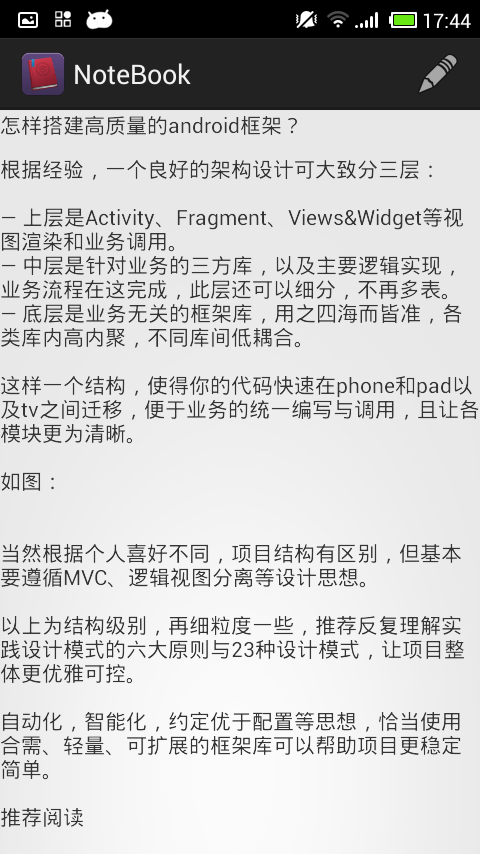 17:44
NoteBook
怎样搭建高质量的android框架？
根据经验，一个良好的架构设计可大致分三层：
— 上层是Activity、Fragment、Views&Widget等视
图渲染和业务调用。
— 中层是针对业务的三方库，以及主要逻辑实现，
业务流程在这完成，此层还可以细分，不再多表。
— 底层是业务无关的框架库，用之四海而皆准，各
类库内高内聚，不同库间低耦合。
这样一个结构，使得你的代码快速在phone和pad以
及tv之间迁移，便于业务的统一编写与调用，且让各
模块更为清晰。
如图：
当然根据个人喜好不同，项目结构有区别，但基本
要遵循MVC、逻辑视图分离等设计思想。
以上为结构级别，再细粒度一些，推荐反复理解实
践设计模式的六大原则与23种设计模式，让项目整
体更优雅可控。
自动化，智能化，约定优于配置等思想，恰当使用
合需、轻量、可扩展的框架库可以帮助项目更稳定
简单。
推荐阅读